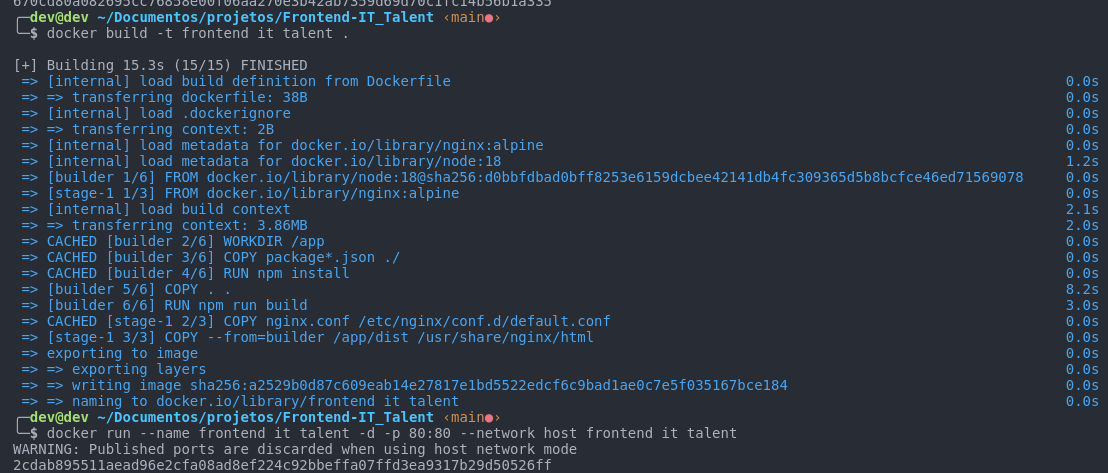 670cd80a082695cc76858e00f06aa270e3b42ab7359d69d70c1fc14b56b1a335
╭─dev@dev ~/Documentos/projetos/Frontend-IT_Talent ‹main●›
╰─$ docker build -t frontend it talent .
[+] Building 15.3s (15/15) FINISHED
=> [internal] load build definition from Dockerfile 0.0s
=> => transferring dockerfile: 38B 0.0s
=> [internal] load .dockerignore 0.0s
=> => transferring context: 2B 0.0s
=> [internal] load metadata for docker.io/library/nginx:alpine 0.0s
=> [internal] load metadata for docker.io/library/node:18 1.2s
=> [builder 1/6] FROM docker.io/library/node:18@sha256:d0bbfdbad0bff8253e6159dcbee42141db4fc309365d5b8bcfce46ed71569078 0.0s
=> [stage-1 1/3] FROM docker.io/library/nginx:alpine 0.0s
=> [internal] load build context 2.1s
=> => transferring context: 3.86MB 2.0s
=> CACHED [builder 2/6] WORKDIR /app 0.0s
=> CACHED [builder 3/6] COPY package*.json ./ 0.0s
=> CACHED [builder 4/6] RUN npm install 0.0s
=> [builder 5/6] COPY . . 8.2s
=> [builder 6/6] RUN npm run build 3.0s
=> CACHED [stage-1 2/3] COPY nginx.conf /etc/nginx/conf.d/default.conf 0.0s
=> [stage-1 3/3] COPY --from=builder /app/dist /usr/share/nginx/html 0.0s
=> exporting to image 0.0s
=> => exporting layers 0.0s
=> => writing image sha256:a2529b0d87c609eab14e27817e1bd5522edcf6c9bad1ae0c7e5f035167bce184 0.0s
=> => naming to docker.io/library/frontend it talent 0.0s
╭─dev@dev ~/Documentos/projetos/Frontend-IT_Talent ‹main●›
╰─$ docker run --name frontend it talent -d -p 80:80 --network host frontend it talent
WARNING: Published ports are discarded when using host network mode
2cdab895511aead96e2cfa08ad8ef224c92bbeffa07ffd3ea9317b29d50526ff